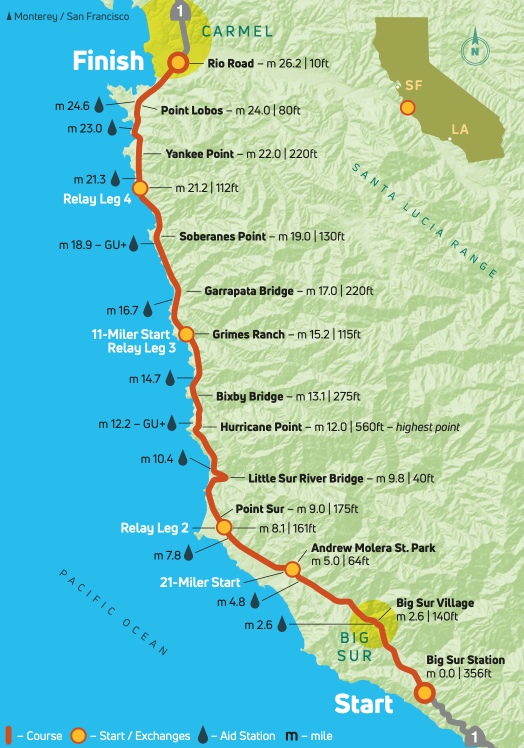 Monterey / San Francisco
1
CARMEL
Finish
Rio Road – m 26.2 | 10ft
N
SF
LA
m 24.6
Point Lobos – m 24.0 | 80ft
m 23.0
Yankee Point – m 22.0 | 220ft
m 21.3
m 21.2 | 112ft
Relay Leg 4
SANTA LUCIA RANGE
Soberanes Point – m 19.0 | 130ft
m 18.9 – GU+
Garrapata Bridge – m 17.0 | 220ft
m 16.7
11-Miler Start
Relay Leg 3
Grimes Ranch – m 15.2 | 115ft
m 14.7
Bixby Bridge – m 13.1 | 275ft
m 12.2 – GU+
Hurricane Point – m 12.0 | 560ft – highest point
m 10.4
Little Sur River Bridge – m 9.8 | 40ft
Point Sur – m 9.0 | 175ft
Relay Leg 2
m 8.1 | 161ft
m 7.8
Andrew Molera St. Park
m 5.0 | 64ft
21-Miler Start
PACIFIC OCEAN
m 4.8
Big Sur Village
m 2.6 | 140ft
m 2.6
BIG
SUR
Big Sur Station
m 0.0 | 356ft
Start
1
– Course
– Start / Exchanges
– Aid Station
m – mile